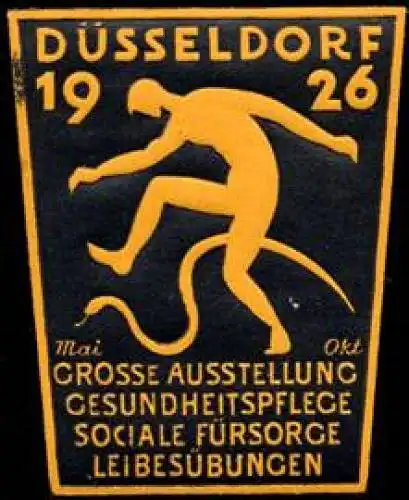 DÜSSELDORF
19 26
Mai Okt
GROSSE AUSSTELLUNG
GESUNDHEITSPFLEGE
SOCIALE FÜRSORGE
LEIBESÜBUNGEN